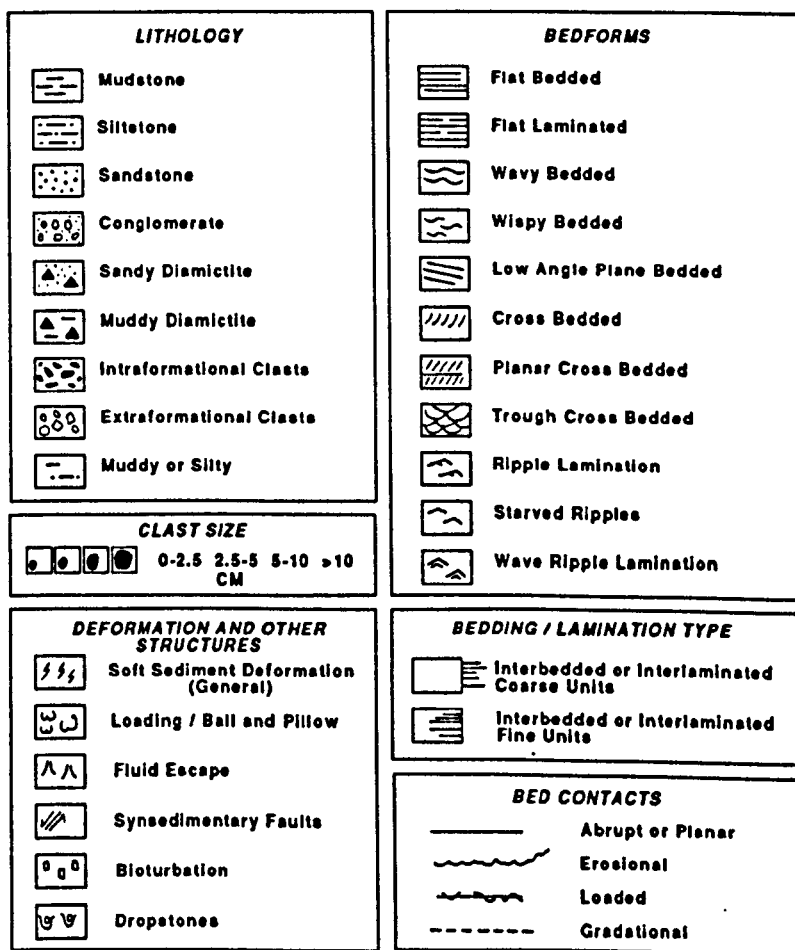 LITHOLOGY
Mudstone
Siltstone
Sandstone
Conglomerate
Sandy Diamictite
Muddy Diamictite
Intraformational Clasts
Extraformational Clasts
Muddy or Silty
CLAST SIZE
0-2.5 2.5-5 5-10 >10
CM
DEFORMATION AND OTHER
STRUCTURES
Soft Sediment Deformation
(General)
Loading / Ball and Pillow
Fluid Escape
Synsedimentary Faults
Bioturbation
Dropstones
BEDFORMS
Flat Bedded
Flat Laminated
Wavy Bedded
Wispy Bedded
Low Angle Plane Bedded
Cross Bedded
Planar Cross Bedded
Trough Cross Bedded
Ripple Lamination
Starved Ripples
Wave Ripple Lamination
BEDDING / LAMINATION TYPE
Interbedded or Interlaminated
Coarse Units
Interbedded or Interlaminated
Fine Units
BED CONTACTS
Abrupt or Planar
Erosional
Loaded
Gradational